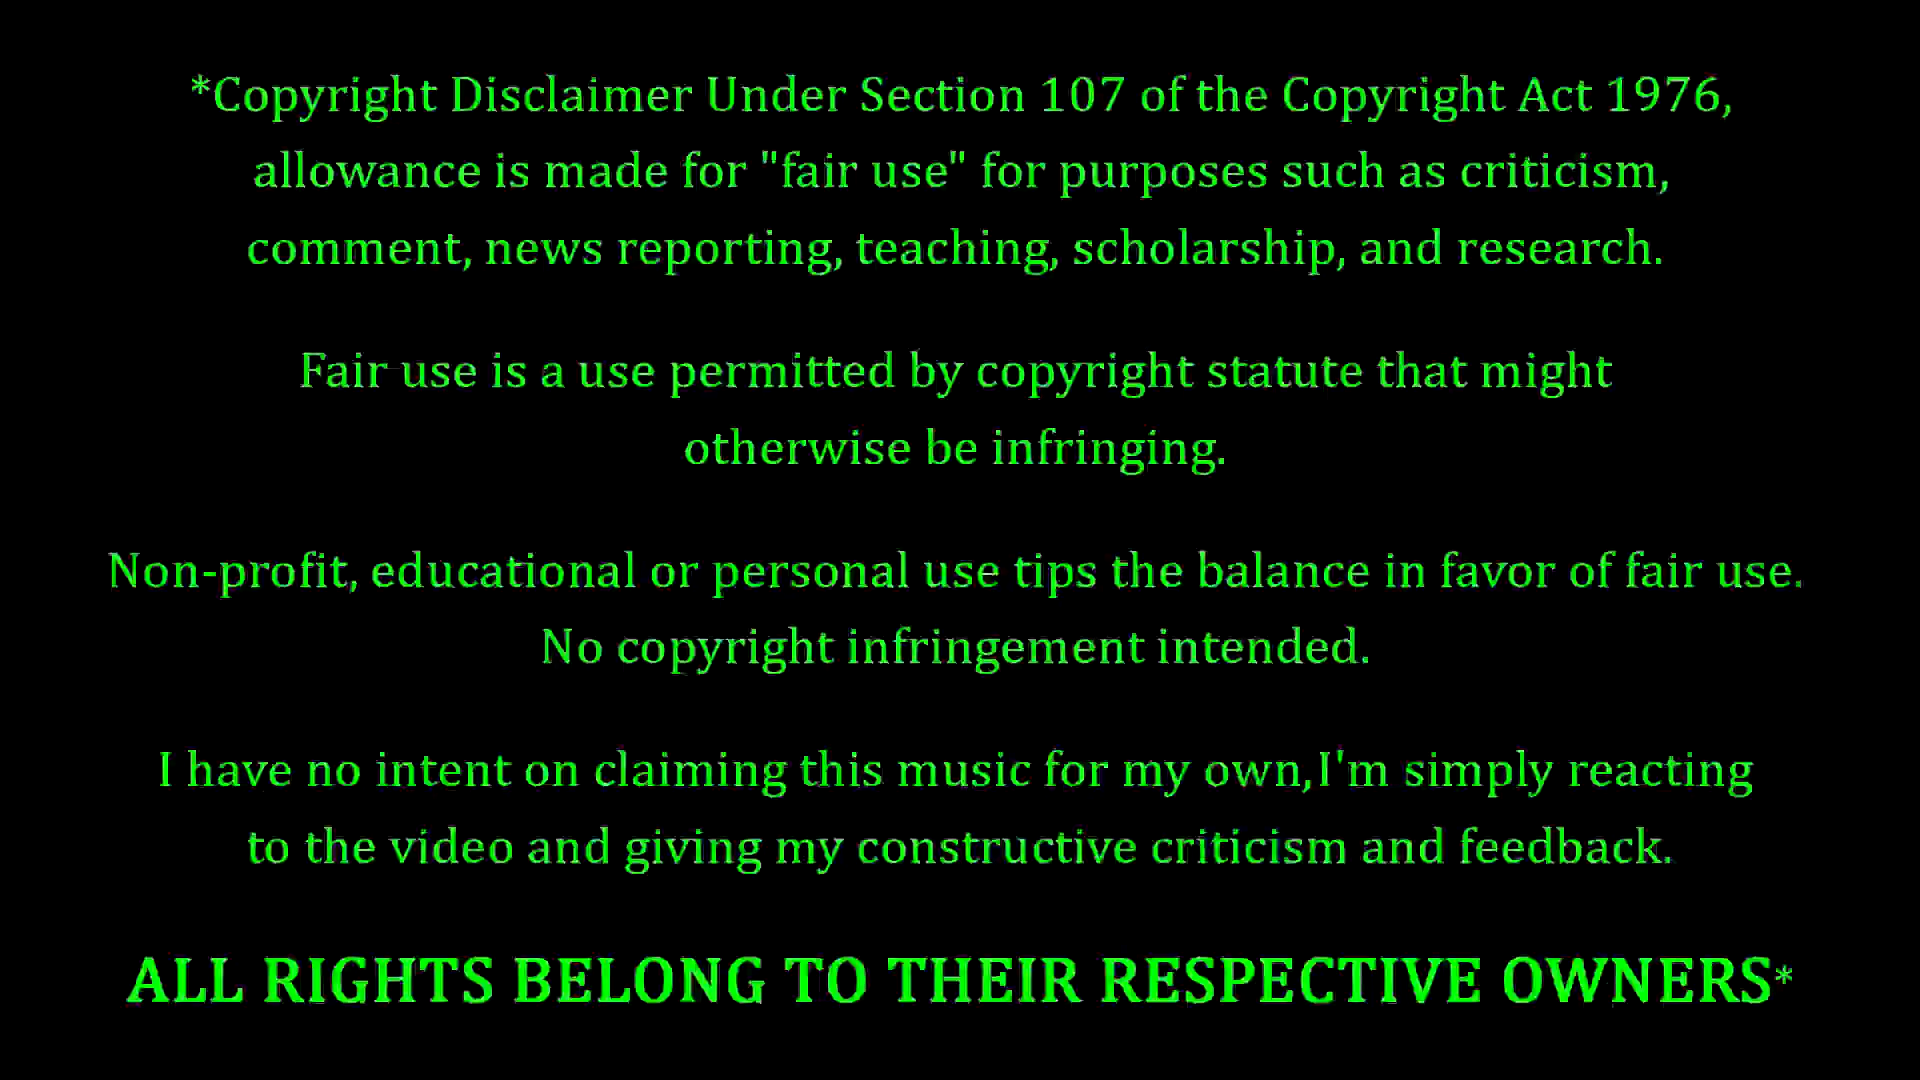 *Copyright Disclaimer Under Section 107 of the Copyright Act 1976,
allowance is made for "fair use" for purposes such as criticism,
comment, news reporting, teaching, scholarship, and research.
Fair use is a use permitted by copyright statute that might
otherwise be infringing.
Non-profit, educational or personal use tips the balance in favor of fair use.
No copyright infringement intended.
I have no intent on claiming this music for my own,I'm simply reacting
to the video and giving my constructive criticism and feedback.
ALL RIGHTS BELONG TO THEIR RESPECTIVE OWNERS*